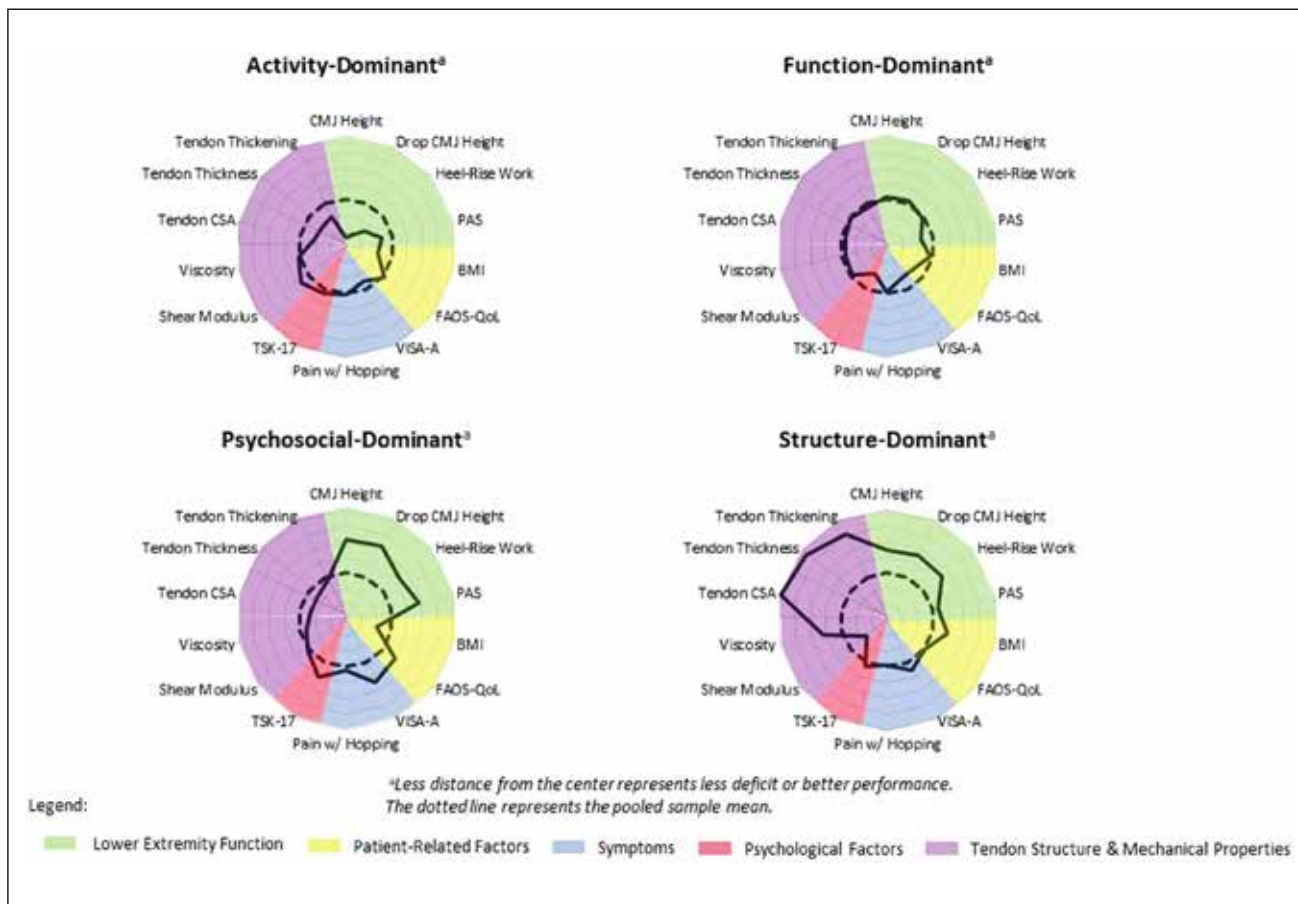 Activity-Dominantᵃ
CMJ Height
Tendon Thickening
Drop CMJ Height
Tendon Thickness
Heel-Rise Work
Tendon CSA
PAS
Viscosity
BMI
Shear Modulus
FAOS-QoL
TSK-17
VISA-A
Pain w/ Hopping
Function-Dominantᵃ
CMJ Height
Tendon Thickening
Drop CMJ Height
Tendon Thickness
Heel-Rise Work
Tendon CSA
PAS
Viscosity
BMI
Shear Modulus
FAOS-QoL
TSK-17
VISA-A
Pain w/ Hopping
Psychosocial-Dominantᵃ
CMJ Height
Tendon Thickening
Drop CMJ Height
Tendon Thickness
Heel-Rise Work
Tendon CSA
PAS
Viscosity
BMI
Shear Modulus
FAOS-QoL
TSK-17
VISA-A
Pain w/ Hopping
Structure-Dominantᵃ
CMJ Height
Tendon Thickening
Drop CMJ Height
Tendon Thickness
Heel-Rise Work
Tendon CSA
PAS
Viscosity
BMI
Shear Modulus
FAOS-QoL
TSK-17
VISA-A
Pain w/ Hopping
ᵃLess distance from the center represents less deficit or better performance.
The dotted line represents the pooled sample mean.
Legend:
Lower Extremity Function
Patient-Related Factors
Symptoms
Psychological Factors
Tendon Structure & Mechanical Properties